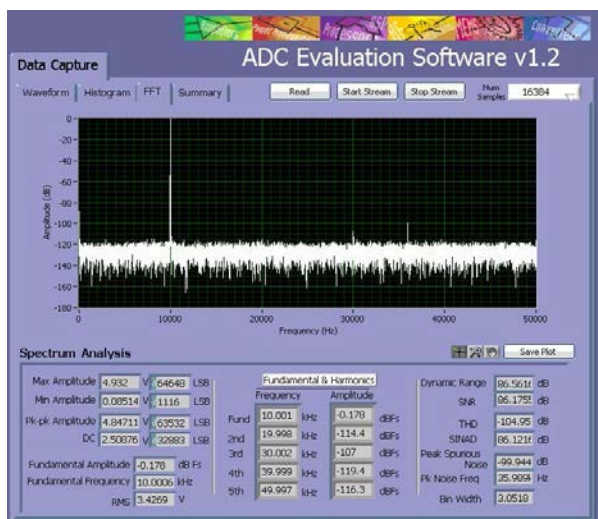 ADC Evaluation Software v1.2
Data Capture
Waveform Histogram FFT Summary Read Start Stream Stop Stream Num Samples 16384
Amplitude (dB)
0
-20
-40
-60
-80
-100
-120
-140
-160
-180
0 10000 20000 30000 40000 50000
Frequency (Hz)
Spectrum Analysis Save Plot
Max Amplitude 4.932 V 64648 LSB
Min Amplitude 0.08514 V 1116 LSB
Pk-pk Amplitude 4.84711 V 63532 LSB
DC 2.50876 V 32883 LSB
Fundamental Amplitude -0.178 dB Fs
Fundamental Frequency 10.0006 kHz
RMS 3.4269 V
Fundamental & Harmonics
Frequency Amplitude
Fund 10.001 kHz -0.178 dBFs
2nd 19.998 kHz -114.4 dBFs
3rd 30.002 kHz -107 dBFs
4th 39.999 kHz -119.4 dBFs
5th 49.997 kHz -116.3 dBFs
Dynamic Range dB
SNR dB
THD -104.95 dB
SINAD dB
Peak Spurious Noise -99.944 dB
Pk Noise Freq Hz
Bin Width 3.0518